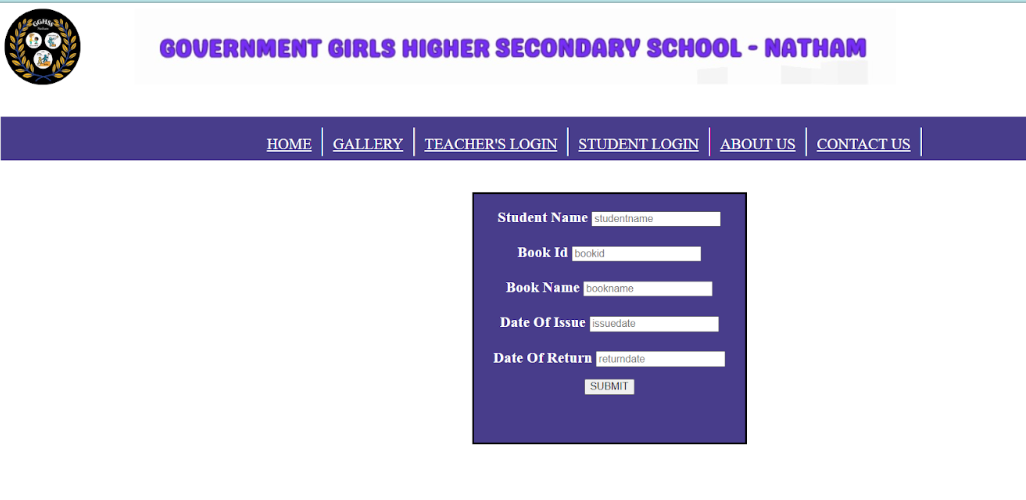 GGHSS
GOVERNMENT GIRLS HIGHER SECONDARY SCHOOL - NATHAM
HOME GALLERY TEACHER'S LOGIN STUDENT LOGIN ABOUT US CONTACT US
Student Name studentname
Book Id bookid
Book Name bookname
Date Of Issue issuedate
Date Of Return returndate
SUBMIT